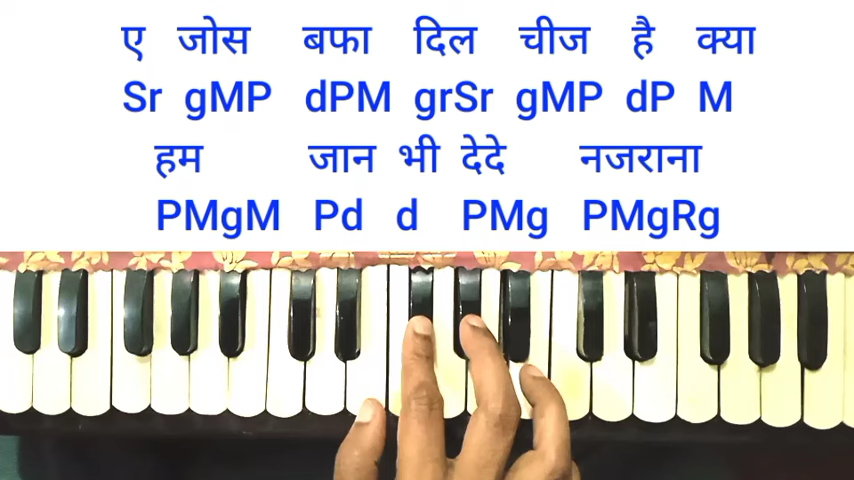 ए जोस बफा दिल चीज है क्या
Sr gMP dPM grSr gMP dP M
हम जान भी देदे नजराना
PMgM Pd d PMg PMgRg